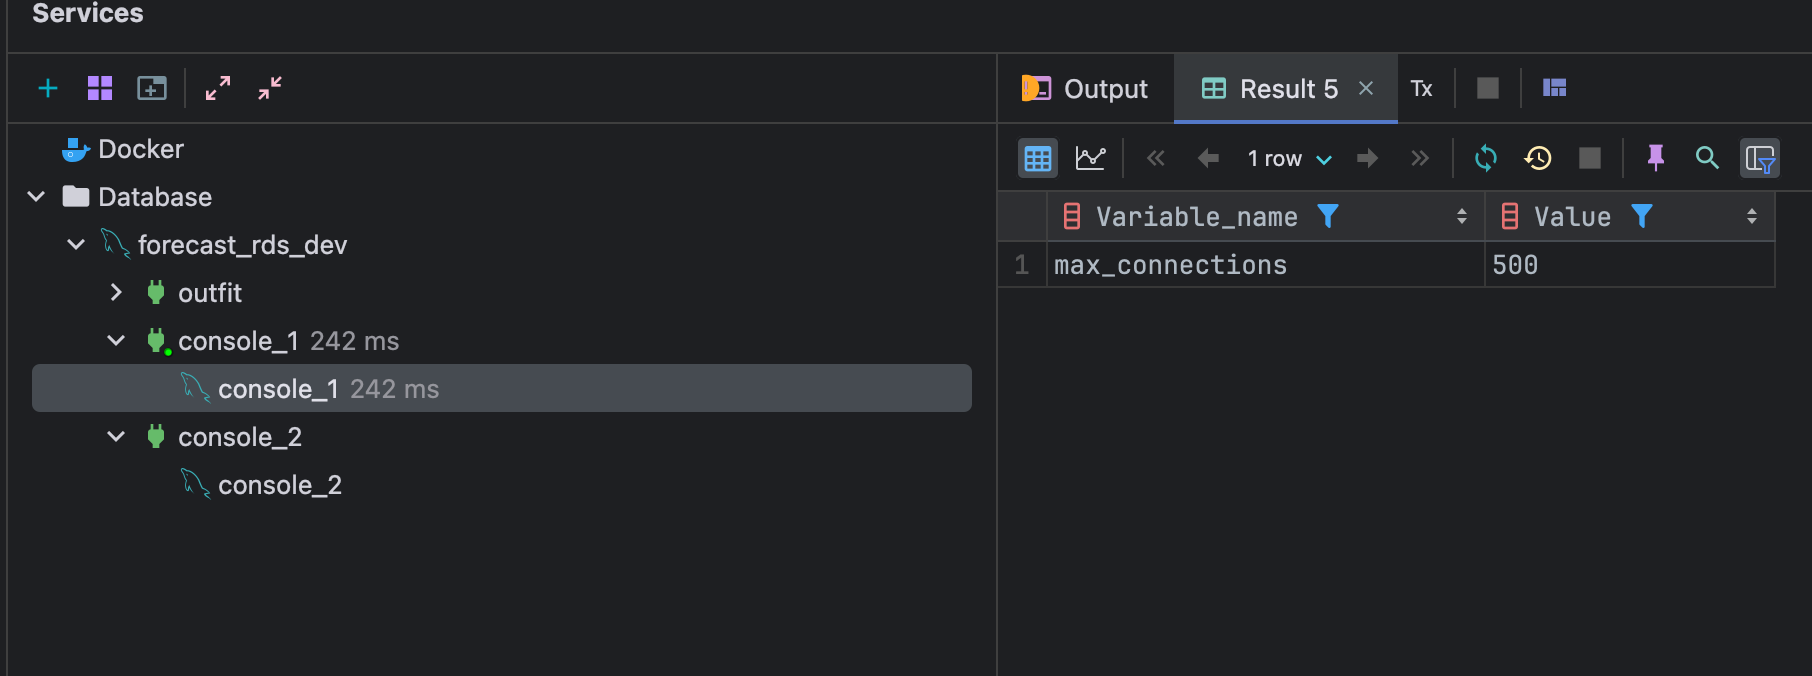 Services
Docker
Database
forecast_rds_dev
outfit
console_1 242 ms
console_1 242 ms
console_2
console_2
Output
Result 5
Tx
1 row
Variable_name
Value
1
max_connections
500